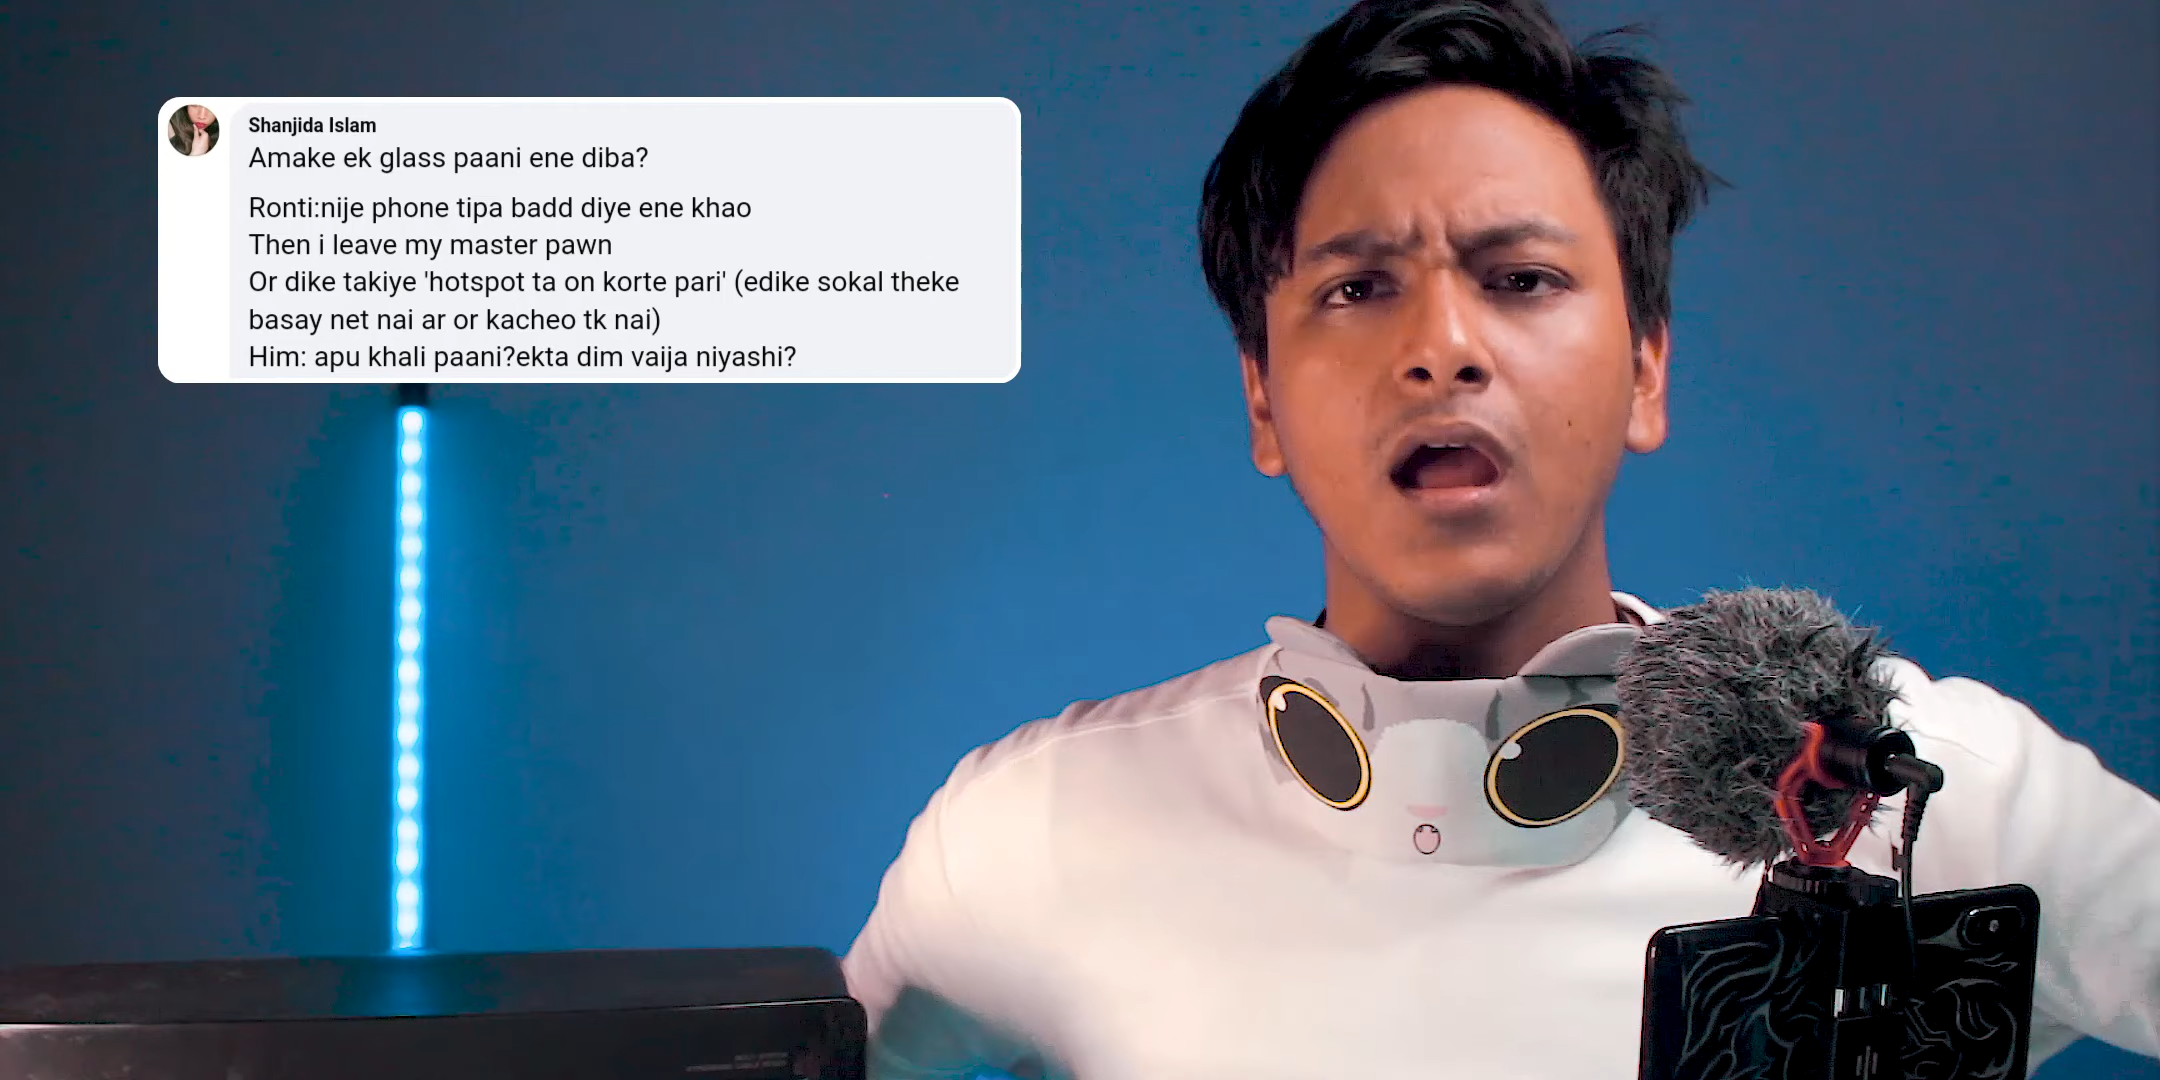 Shanjida Islam
Amake ek glass paani ene diba?
Ronti:nije phone tipa badd diye ene khao
Then i leave my master pawn
Or dike takiye 'hotspot ta on korte pari' (edike sokal theke
basay net nai ar or kacheo tk nai)
Him: apu khali paani?ekta dim vaija niyashi?